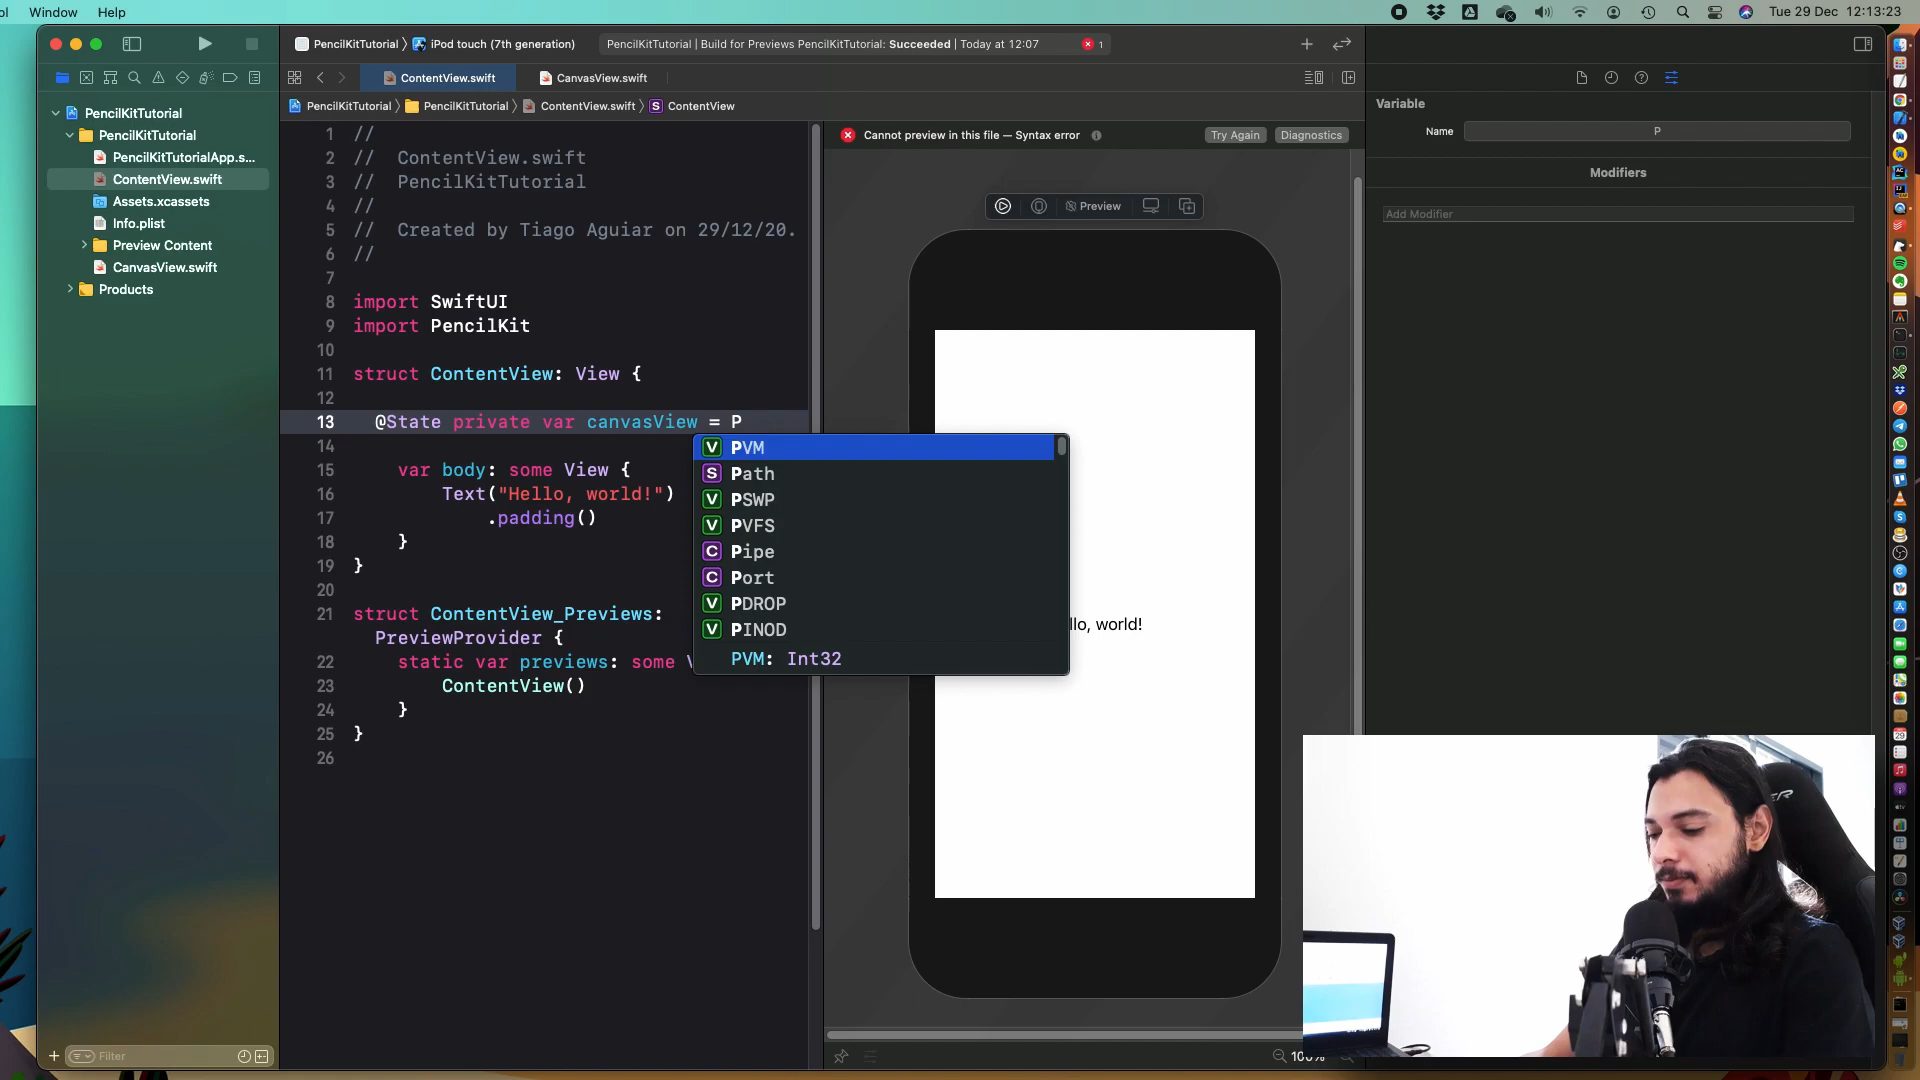 ol Window Help Tue 29 Dec 12:13:23
PencilKitTutorial iPod touch (7th generation) PencilKitTutorial | Build for Previews PencilKitTutorial: Succeeded | Today at 12:07 1
ContentView.swift CanvasView.swift
PencilKitTutorial PencilKitTutorial ContentView.swift S ContentView
PencilKitTutorial
PencilKitTutorial
PencilKitTutorialApp.s...
ContentView.swift
Assets.xcassets
Info.plist
Preview Content
CanvasView.swift
Products
Filter
1 //
2 // ContentView.swift
3 // PencilKitTutorial
4 //
5 // Created by Tiago Aguiar on 29/12/20.
6 //
7
8 import SwiftUI
9 import PencilKit
10
11 struct ContentView: View {
12
13 @State private var canvasView = P
14
15 var body: some View {
16 Text("Hello, world!")
17 .padding()
18 }
19 }
20
21 struct ContentView_Previews:
PreviewProvider {
22 static var previews: some V
23 ContentView()
24 }
25 }
26
V PVM
S Path
V PSWP
V PVFS
C Pipe
C Port
V PDROP
V PINOD
PVM: Int32
Cannot preview in this file — Syntax error Try Again Diagnostics
Preview
llo, world!
Variable
Name P
Modifiers
Add Modifier